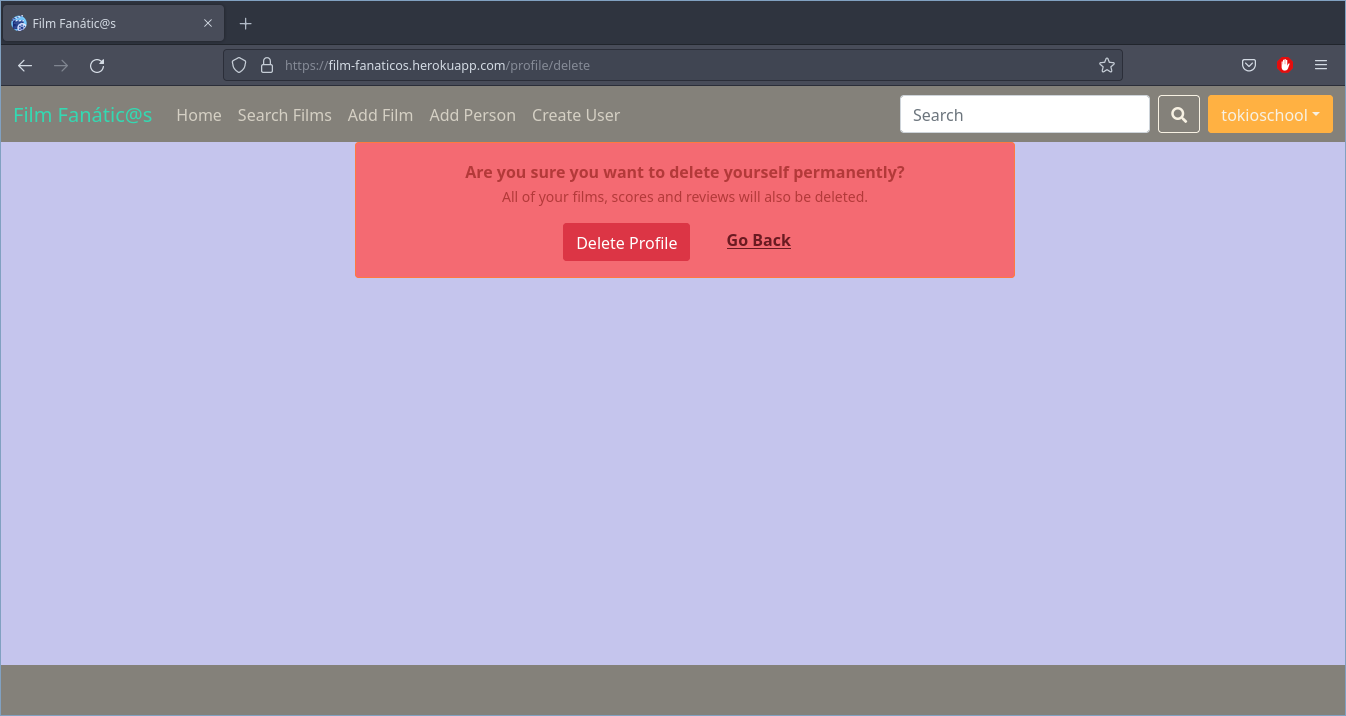 Film Fanátic@s
https://film-fanaticos.herokuapp.com/profile/delete
Film Fanátic@s Home Search Films Add Film Add Person Create User Search tokioschool
Are you sure you want to delete yourself permanently?
All of your films, scores and reviews will also be deleted.
Delete Profile Go Back